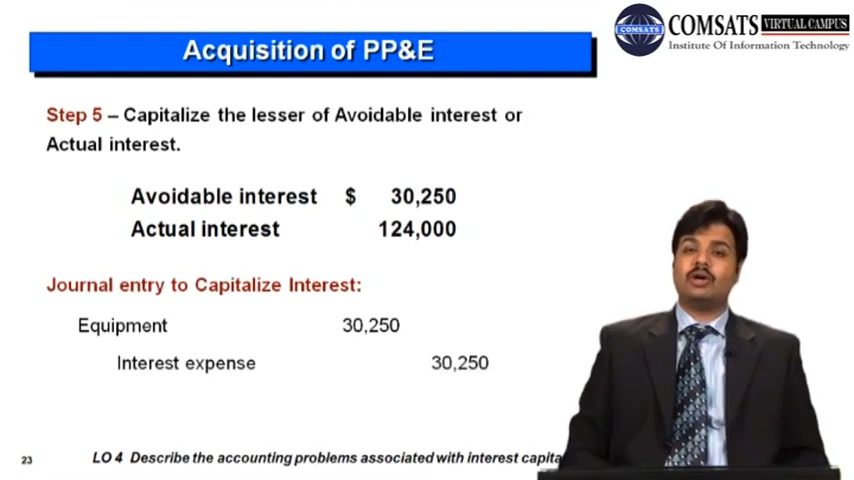 Acquisition of PP&E
COMSATS
COMSATS VIRTUAL CAMPUS
Institute Of Information Technology
Step 5 – Capitalize the lesser of Avoidable interest or
Actual interest.
Avoidable interest $ 30,250
Actual interest 124,000
Journal entry to Capitalize Interest:
Equipment 30,250
Interest expense 30,250
23
LO 4 Describe the accounting problems associated with interest